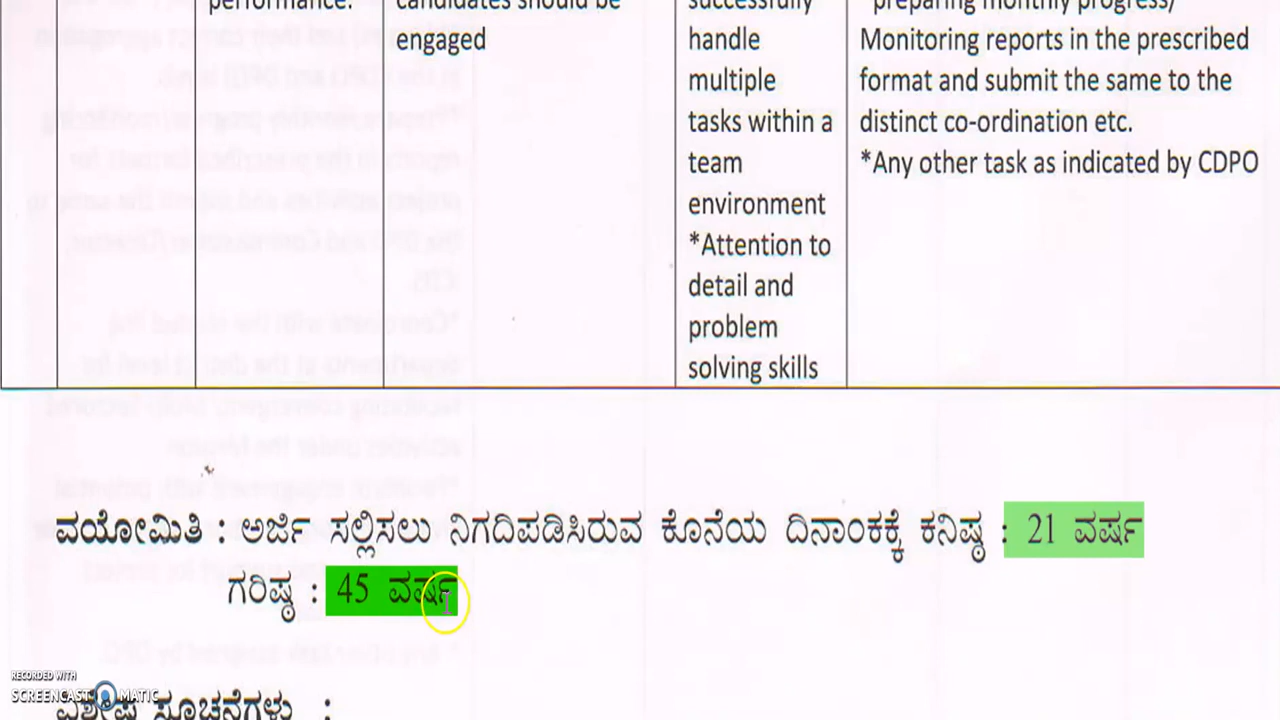 performance.
candidates should be
engaged
successfully
handle
multiple
tasks within a
team
environment
*Attention to
detail and
problem
solving skills
preparing monthly progress/
Monitoring reports in the prescribed
format and submit the same to the
distinct co-ordination etc.
*Any other task as indicated by CDPO
ವಯೋಮಿತಿ ಅರ್ಜಿ ಸಲ್ಲಿಸಲು ನಿಗದಿಪಡಿಸಿರುವ ಕೊನೆಯ ದಿನಾಂಕಕ್ಕೆ ಕನಿಷ್ಠ : 21 ವರ್ಷ
ಗರಿಷ್ಠ : 45 ವರ್ಷ
ವಿಶೇಷ ಸೂಚನೆಗಳು :
RECORDED WITH
SCREENCAST MATIC